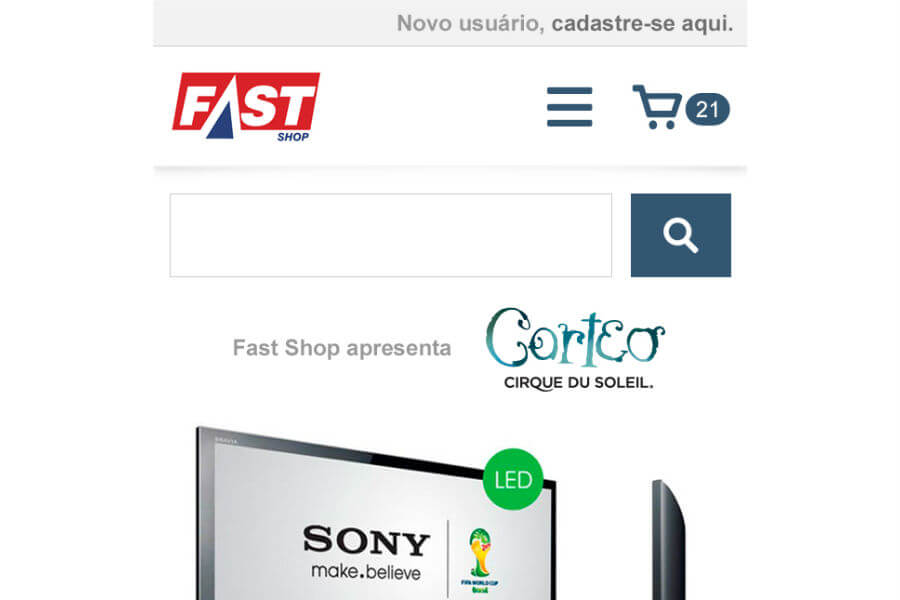 Novo usuário, cadastre-se aqui.
FAST
SHOP
21
Fast Shop apresenta
Corteo
CIRQUE DU SOLEIL.
BRAVIA
LED
SONY
make.believe
FIFA WORLD CUP
Brasil